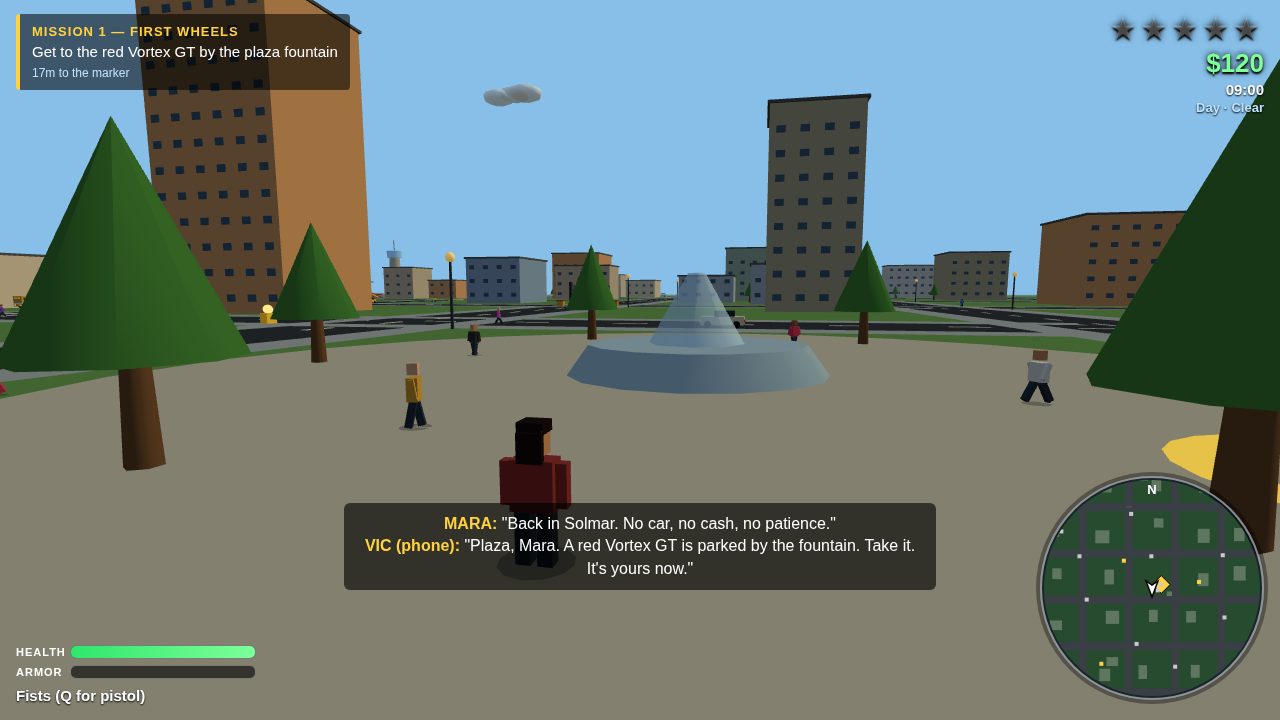 MISSION 1 — FIRST WHEELS
Get to the red Vortex GT by the plaza fountain
17m to the marker
★ ★ ★ ★ ★
$120
09:00
Day · Clear
MARA: "Back in Solmar. No car, no cash, no patience."
VIC (phone): "Plaza, Mara. A red Vortex GT is parked by the fountain. Take it.
It's yours now."
N
HEALTH
ARMOR
Fists (Q for pistol)